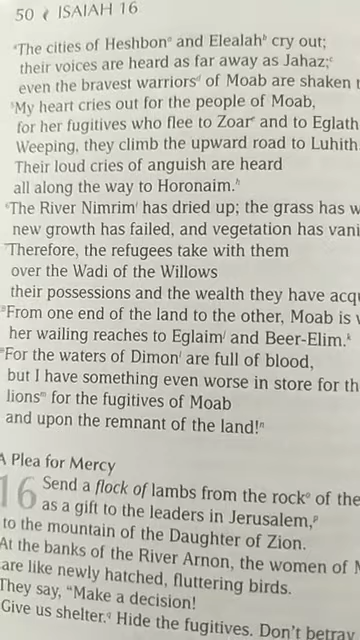 50 ISAIAH 16
4The cities of Heshbon and Elealah cry out;
their voices are heard as far away as Jahaz;
even the bravest warriors of Moab are shaken
5My heart cries out for the people of Moab,
for her fugitives who flee to Zoar and to Eglath
Weeping, they climb the upward road to Luhith
Their loud cries of anguish are heard
all along the way to Horonaim.
6The River Nimrim has dried up; the grass has
new growth has failed, and vegetation has
7Therefore, the refugees take with them
over the Wadi of the Willows
their possessions and the wealth they have
8From one end of the land to the other, Moab is
her wailing reaches to Eglaim and Beer-Elim.
9For the waters of Dimon are full of blood,
but I have something even worse in store for
lions for the fugitives of Moab
and upon the remnant of the land!
A Plea for Mercy
16 Send a flock of lambs from the rock of the
as a gift to the leaders in Jerusalem,
to the mountain of the Daughter of Zion.
At the banks of the River Arnon, the women of
are like newly hatched, fluttering birds.
They say, "Make a decision!
Give us shelter. Hide the fugitives. Don't betray